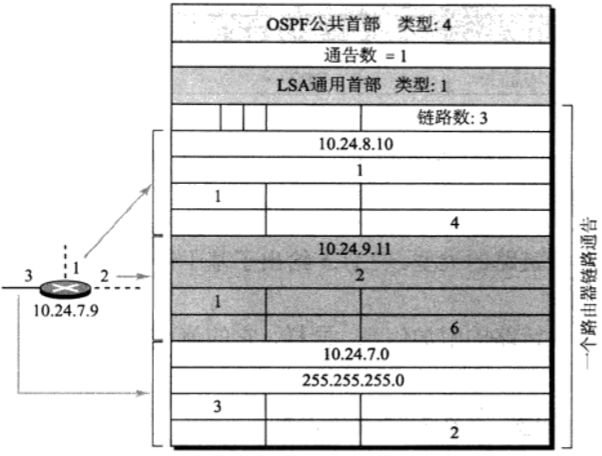 OSPF公共首部 类型: 4
通告数 = 1
LSA通用首部 类型: 1
链路数: 3
10.24.8.10
1
1
4
10.24.9.11
2
1
6
10.24.7.0
255.255.255.0
3
2
3 1 2
10.24.7.9
一个路由器链路通告